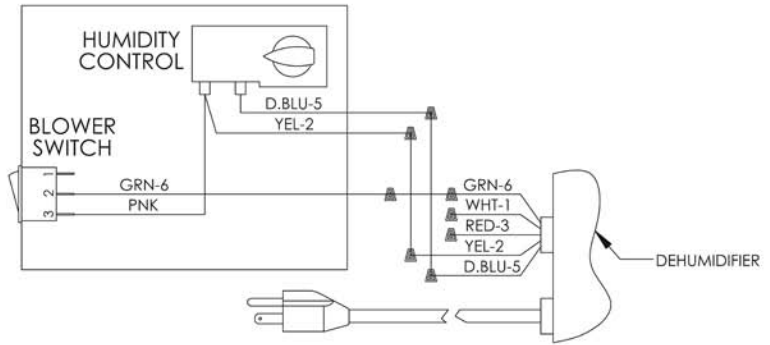 HUMIDITY
CONTROL
D.BLU-5
YEL-2
BLOWER
SWITCH
1
2
3
GRN-6
PNK
GRN-6
WHT-1
RED-3
YEL-2
D.BLU-5
DEHUMIDIFIER